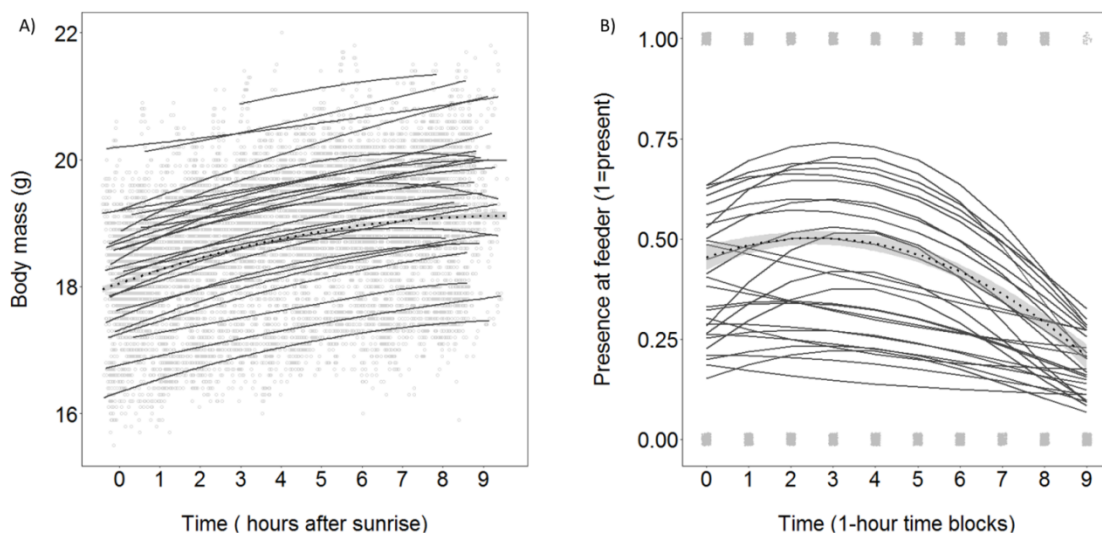 A)
22
20
18
16
Body mass (g)
0 1 2 3 4 5 6 7 8 9
Time ( hours after sunrise)
B)
1.00
0.75
0.50
0.25
0.00
Presence at feeder (1=present)
0 1 2 3 4 5 6 7 8 9
Time (1-hour time blocks)